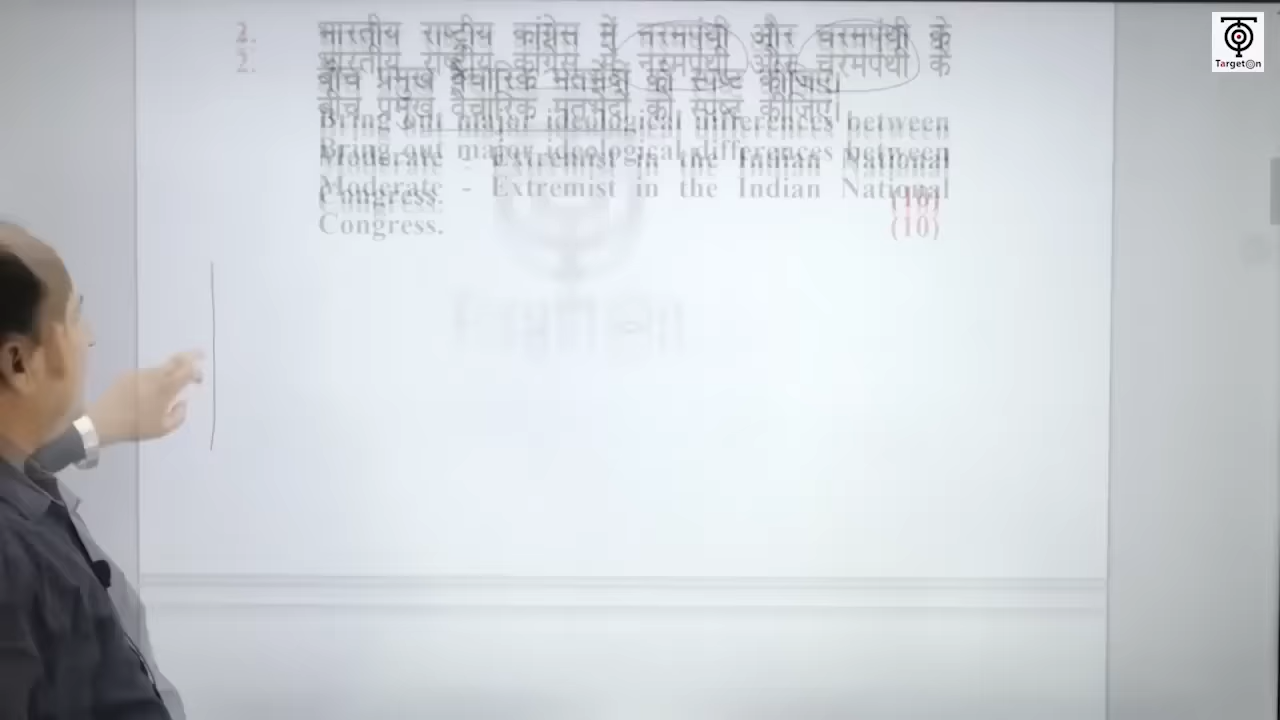 2. भारतीय राष्ट्रीय कांग्रेस में नरमपंथी और चरमपंथी के
बीच प्रमुख वैचारिक मतभेदों को स्पष्ट कीजिए।
Bring out major ideological differences between
Moderate - Extremist in the Indian National
Congress. (10)
TargetOn